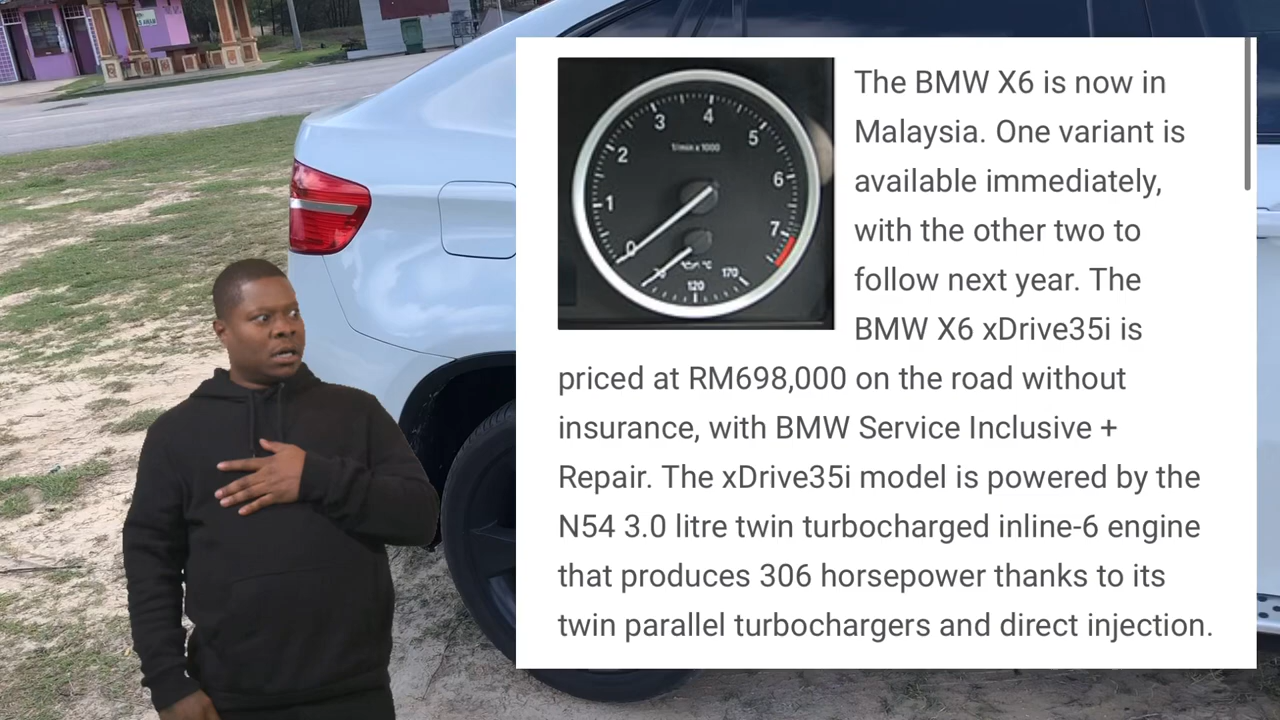 The BMW X6 is now in
Malaysia. One variant is
available immediately,
with the other two to
follow next year. The
BMW X6 xDrive35i is
priced at RM698,000 on the road without
insurance, with BMW Service Inclusive +
Repair. The xDrive35i model is powered by the
N54 3.0 litre twin turbocharged inline-6 engine
that produces 306 horsepower thanks to its
twin parallel turbochargers and direct injection.
0
1
2
3
4
5
6
7
1/min x 1000
120
170
°C